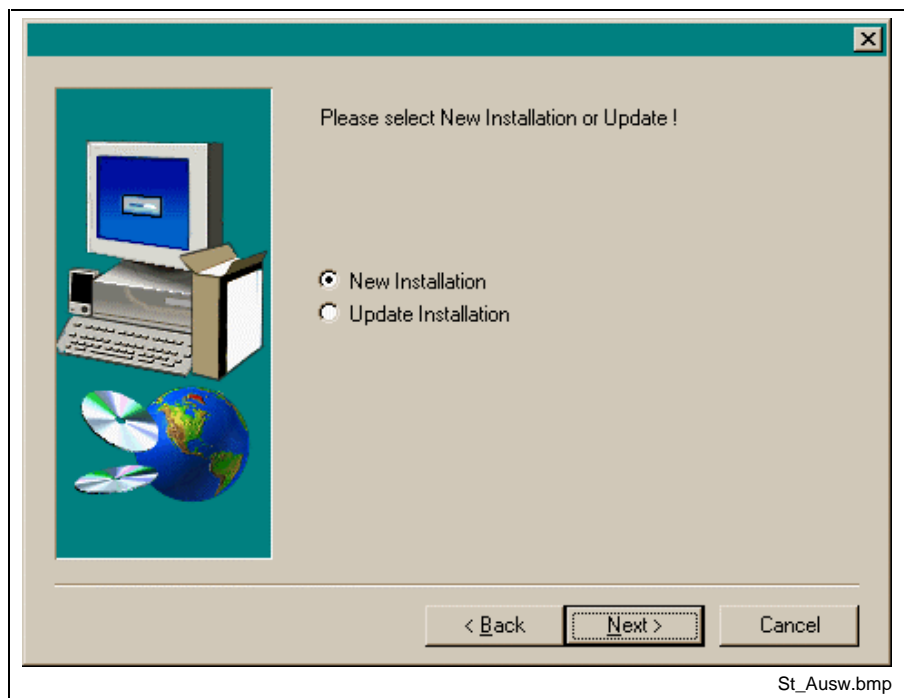 Please select New Installation or Update !
New Installation
Update Installation
< Back Next > Cancel
St_Ausw.bmp